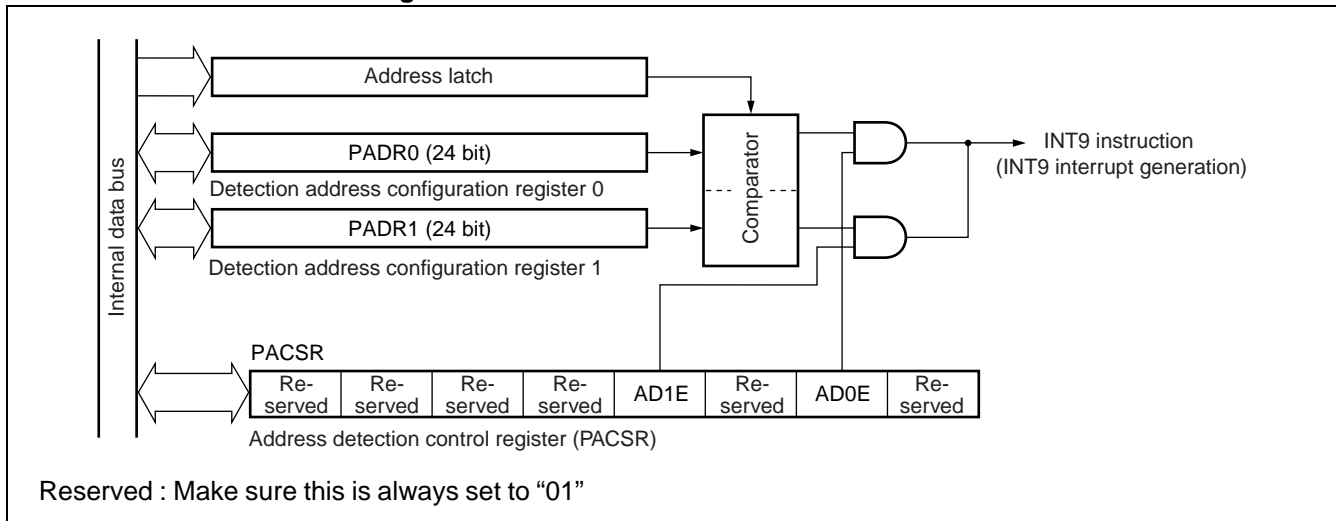 Address latch
PADR0 (24 bit)
Detection address configuration register 0
PADR1 (24 bit)
Detection address configuration register 1
Internal data bus
Comparator
INT9 instruction
(INT9 interrupt generation)
PACSR
Re-
served
Re-
served
Re-
served
Re-
served
AD1E
Re-
served
AD0E
Re-
served
Address detection control register (PACSR)
Reserved : Make sure this is always set to “01”